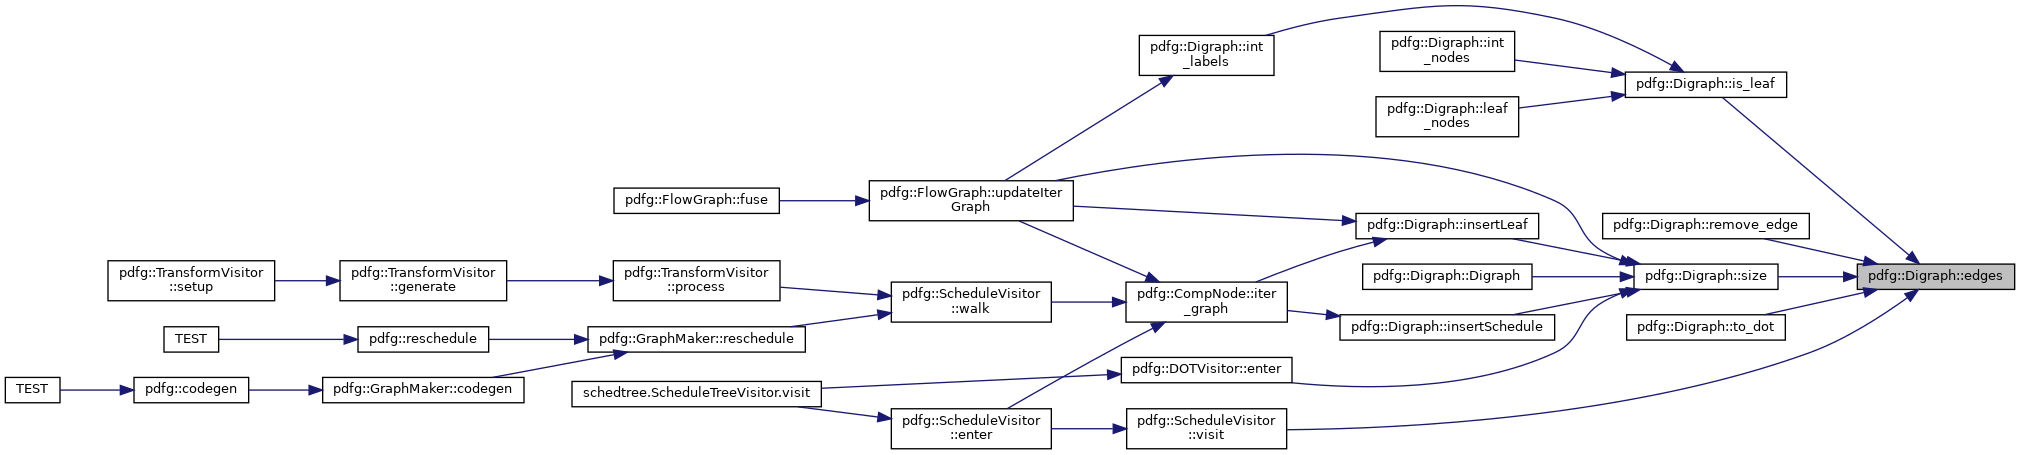 pdfg::Digraph::int
_labels
pdfg::Digraph::int
_nodes
pdfg::Digraph::is_leaf
pdfg::Digraph::leaf
_nodes
pdfg::FlowGraph::fuse
pdfg::FlowGraph::updateIter
Graph
pdfg::Digraph::insertLeaf
pdfg::Digraph::remove_edge
pdfg::TransformVisitor
::setup
pdfg::TransformVisitor
::generate
pdfg::TransformVisitor
::process
pdfg::Digraph::Digraph
pdfg::Digraph::size
pdfg::Digraph::edges
pdfg::ScheduleVisitor
::walk
pdfg::CompNode::iter
_graph
pdfg::Digraph::insertSchedule
pdfg::Digraph::to_dot
TEST
pdfg::reschedule
pdfg::GraphMaker::reschedule
pdfg::DOTVisitor::enter
TEST
pdfg::codegen
pdfg::GraphMaker::codegen
schedtree.ScheduleTreeVisitor.visit
pdfg::ScheduleVisitor
::enter
pdfg::ScheduleVisitor
::visit